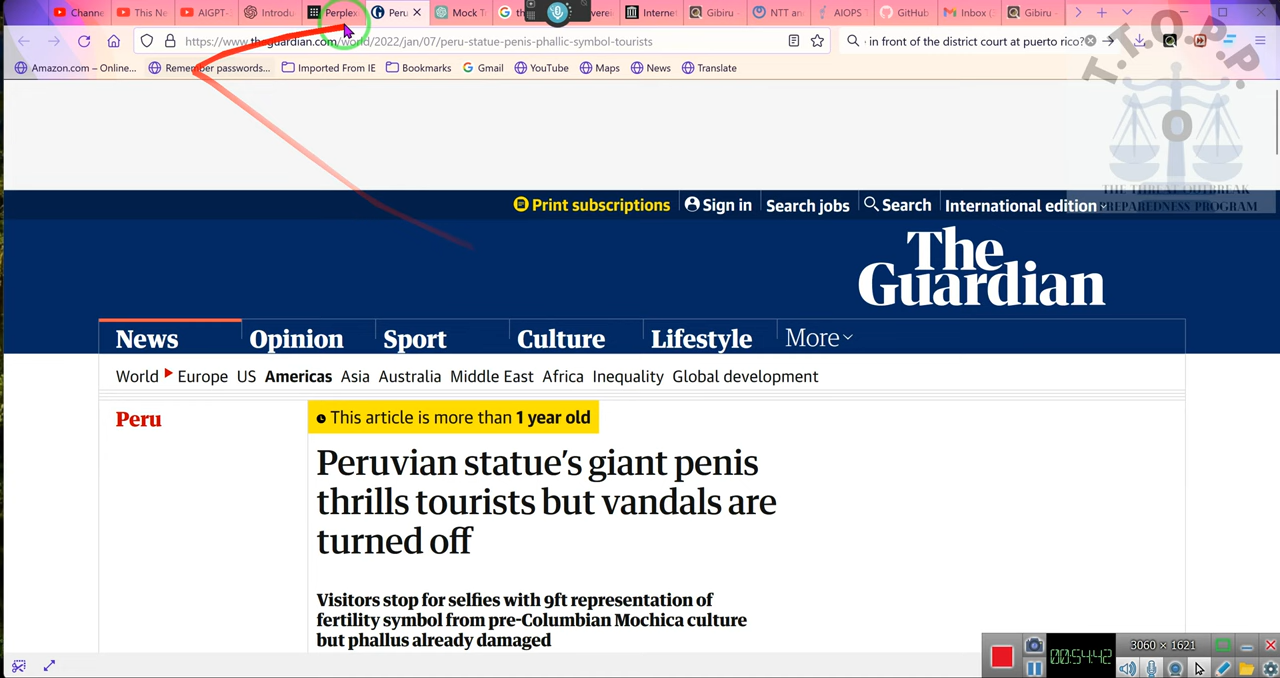 Channe
This Ne
AIGPT-
Introdu
Perplex
Peru
Mock T
Internet
Gibiru -
NTT an
AIOPS T
GitHub
Inbox (
Gibiru -
https://www.theguardian.com/world/2022/jan/07/peru-statue-penis-phallic-symbol-tourists
in front of the district court at puerto rico?
Amazon.com – Online...
Remember passwords...
Imported From IE
Bookmarks
Gmail
YouTube
Maps
News
Translate
T.T.O.P.P.
O
THE THREAT OUTBREAK
PREPAREDNESS PROGRAM
Print subscriptions
Sign in
Search jobs
Search
International edition
The
Guardian
News
Opinion
Sport
Culture
Lifestyle
More
World
Europe
US
Americas
Asia
Australia
Middle East
Africa
Inequality
Global development
Peru
This article is more than 1 year old
Peruvian statue's giant penis
thrills tourists but vandals are
turned off
Visitors stop for selfies with 9ft representation of
fertility symbol from pre-Columbian Mochica culture
but phallus already damaged
00:54:42
3060 × 1621